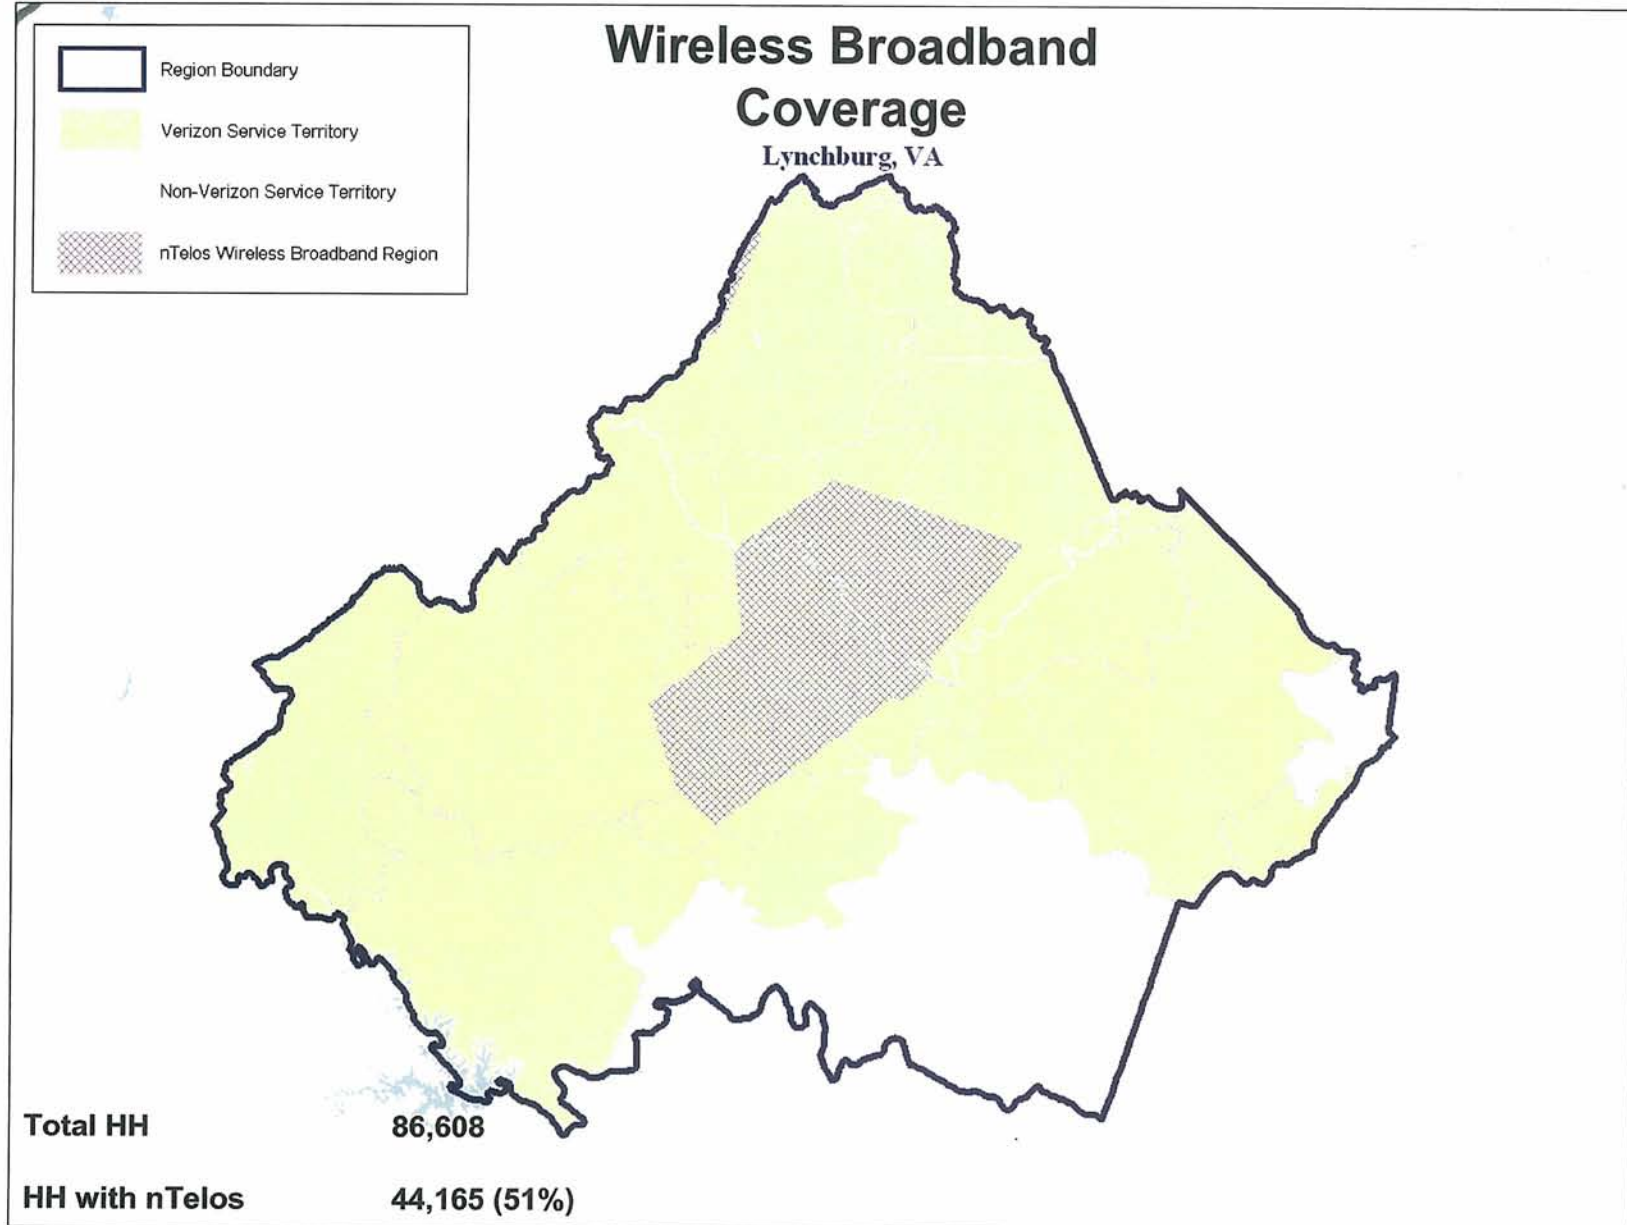 Wireless Broadband
Coverage
Lynchburg, VA
Region Boundary
Verizon Service Territory
Non-Verizon Service Territory
nTelos Wireless Broadband Region
Total HH 86,608
HH with nTelos 44,165 (51%)